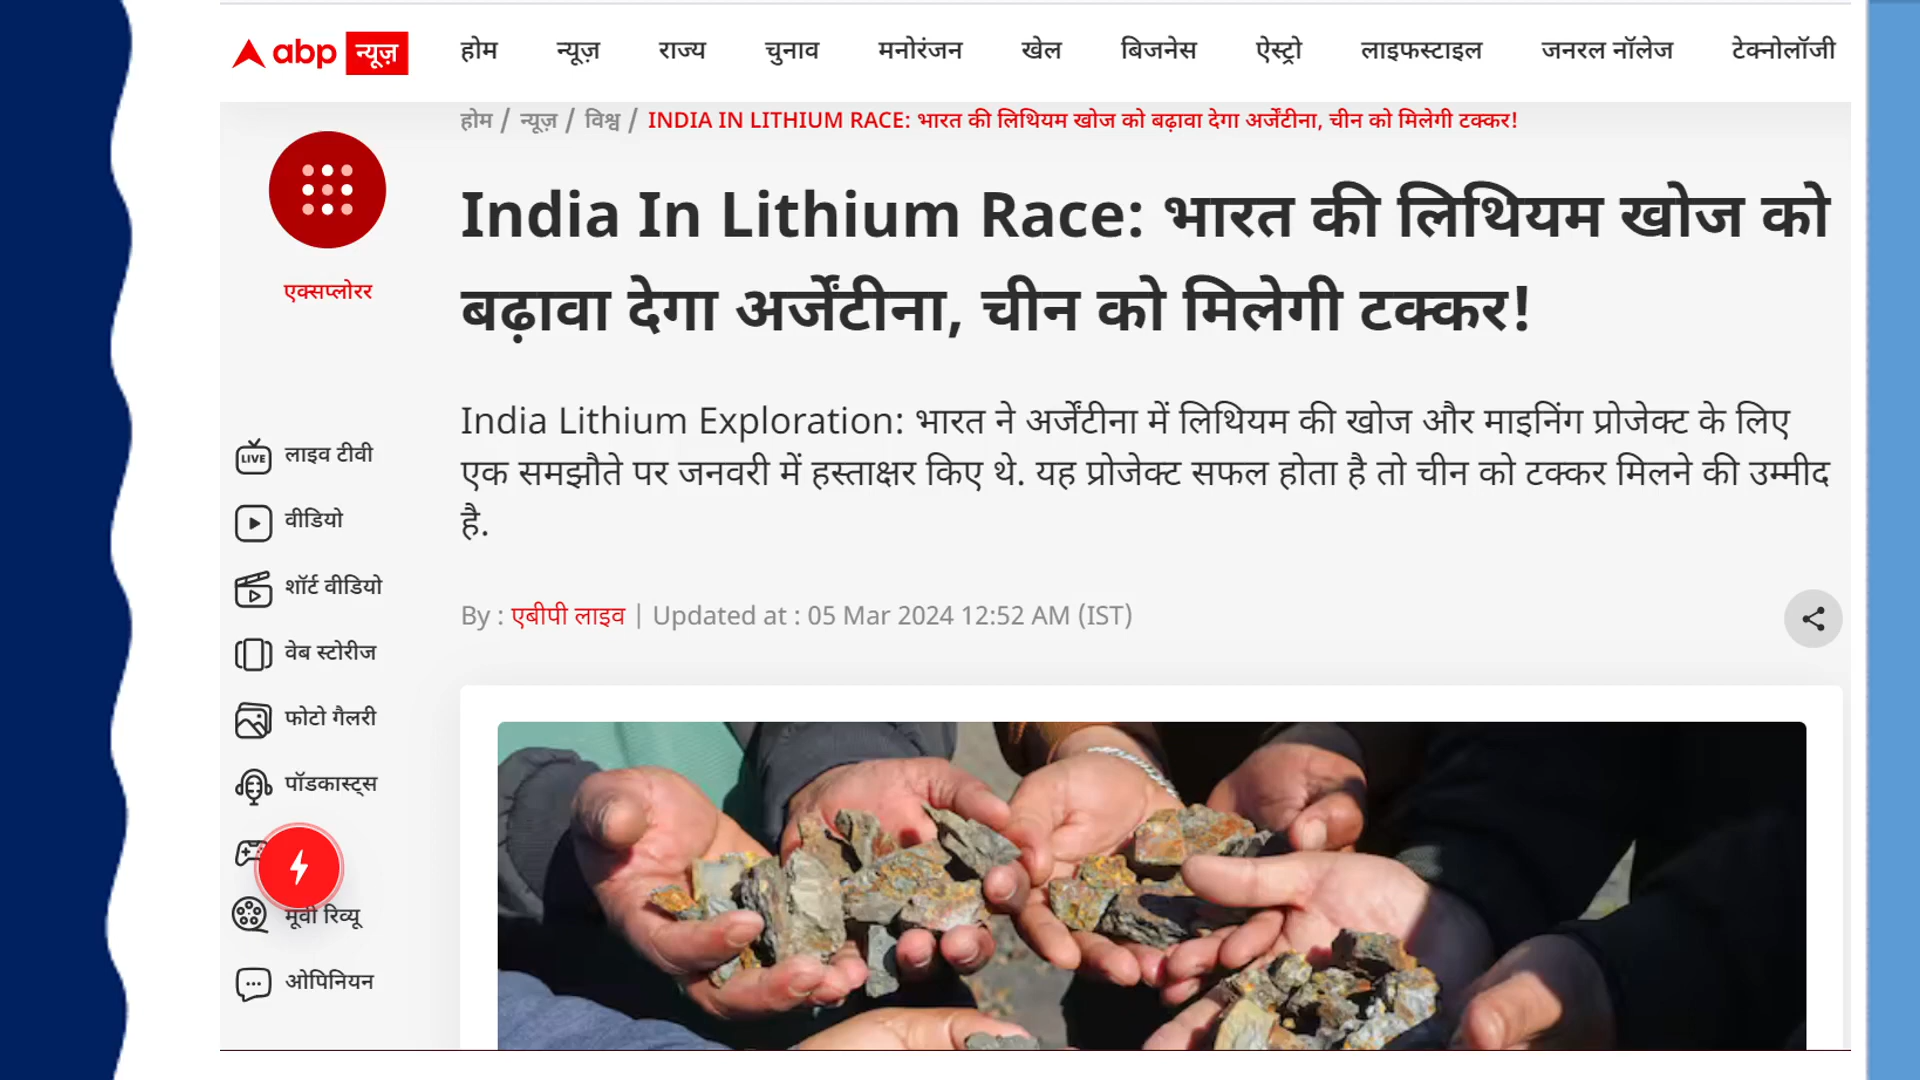 abp न्यूज़
होम न्यूज़ राज्य चुनाव मनोरंजन खेल बिजनेस ऐस्ट्रो लाइफस्टाइल जनरल नॉलेज टेक्नोलॉजी
होम / न्यूज़ / विश्व / INDIA IN LITHIUM RACE: भारत की लिथियम खोज को बढ़ावा देगा अर्जेंटीना, चीन को मिलेगी टक्कर!
एक्सप्लोरर
India In Lithium Race: भारत की लिथियम खोज को
बढ़ावा देगा अर्जेंटीना, चीन को मिलेगी टक्कर!
India Lithium Exploration: भारत ने अर्जेंटीना में लिथियम की खोज और माइनिंग प्रोजेक्ट के लिए
एक समझौते पर जनवरी में हस्ताक्षर किए थे. यह प्रोजेक्ट सफल होता है तो चीन को टक्कर मिलने की उम्मीद
है.
By : एबीपी लाइव | Updated at : 05 Mar 2024 12:52 AM (IST)
LIVE लाइव टीवी
वीडियो
शॉर्ट वीडियो
वेब स्टोरीज
फोटो गैलरी
पॉडकास्ट्स
मूवी रिव्यू
ओपिनियन